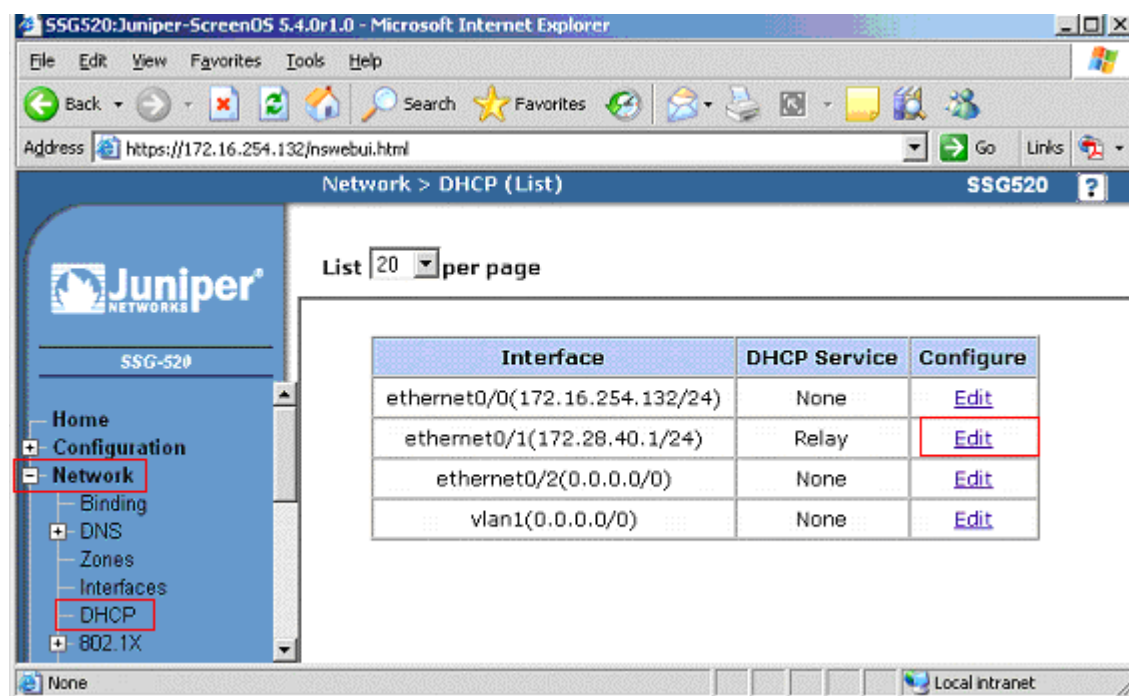 SSG520:Juniper-ScreenOS 5.4.0r1.0 - Microsoft Internet Explorer
File Edit View Favorites Tools Help
Back Search Favorites
Address https://172.16.254.132/nswebui.html Go Links
Network > DHCP (List) SSG520 ?
Juniper®
NETWORKS
SSG-520
List 20 per page
Interface DHCP Service Configure
ethernet0/0(172.16.254.132/24) None Edit
ethernet0/1(172.28.40.1/24) Relay Edit
ethernet0/2(0.0.0.0/0) None Edit
vlan1(0.0.0.0/0) None Edit
Home
Configuration
Network
Binding
DNS
Zones
Interfaces
DHCP
802.1X
None Local intranet